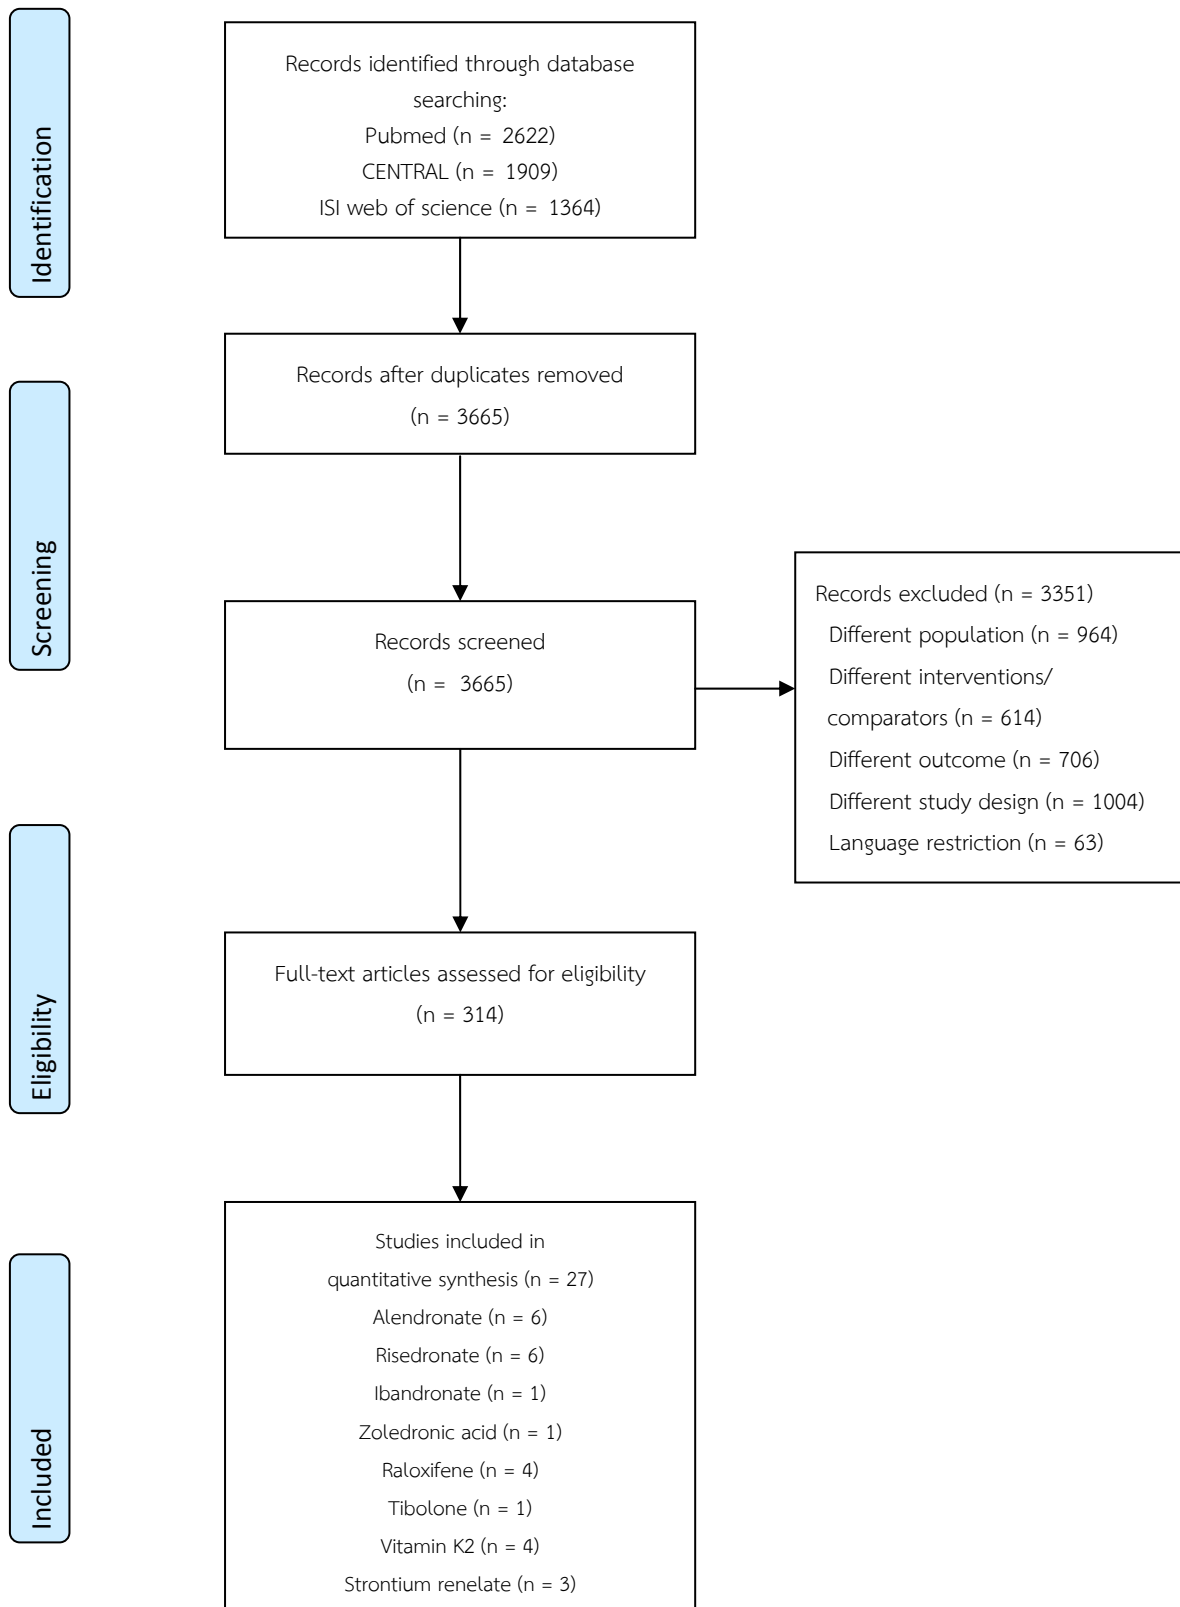 Identification
Records identified through database
searching:
Pubmed (n = 2622)
CENTRAL (n = 1909)
ISI web of science (n = 1364)
Records after duplicates removed
(n = 3665)
Screening
Records screened
(n = 3665)
Records excluded (n = 3351)
Different population (n = 964)
Different interventions/
comparators (n = 614)
Different outcome (n = 706)
Different study design (n = 1004)
Language restriction (n = 63)
Eligibility
Full-text articles assessed for eligibility
(n = 314)
Included
Studies included in
quantitative synthesis (n = 27)
Alendronate (n = 6)
Risedronate (n = 6)
Ibandronate (n = 1)
Zoledronic acid (n = 1)
Raloxifene (n = 4)
Tibolone (n = 1)
Vitamin K2 (n = 4)
Strontium renelate (n = 3)